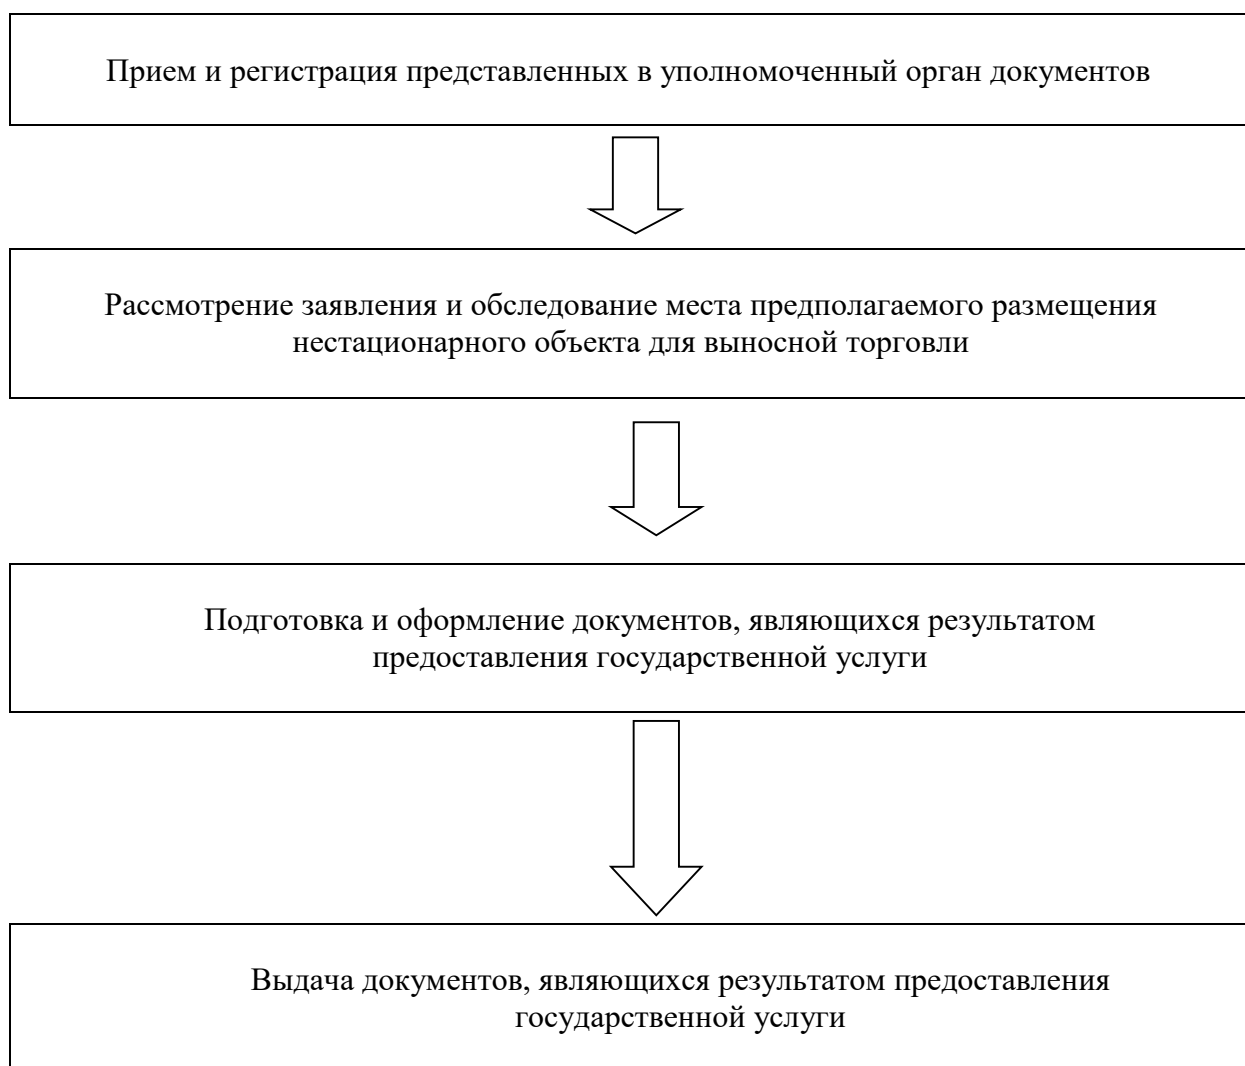 Прием и регистрация представленных в уполномоченный орган документов
Рассмотрение заявления и обследование места предполагаемого размещения
нестационарного объекта для выносной торговли
Подготовка и оформление документов, являющихся результатом
предоставления государственной услуги
Выдача документов, являющихся результатом предоставления
государственной услуги